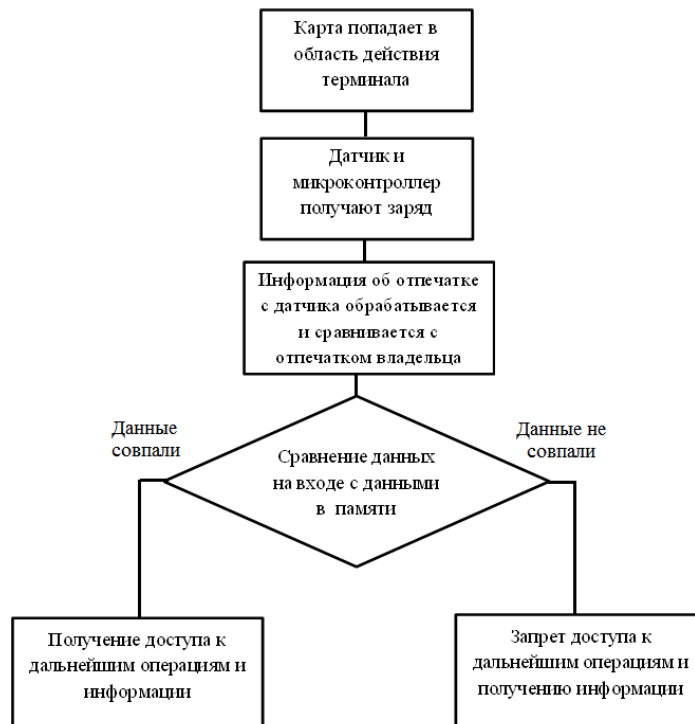 Карта попадает в
область действия
терминала
Датчик и
микроконтроллер
получают заряд
Информация об отпечатке
с датчика обрабатывается
и сравнивается с
отпечатком владельца
Данные
совпали
Данные не
совпали
Сравнение данных
на входе с данными
в памяти
Получение доступа к
дальнейшим операциям и
информации
Запрет доступа к
дальнейшим операциям и
получению информации